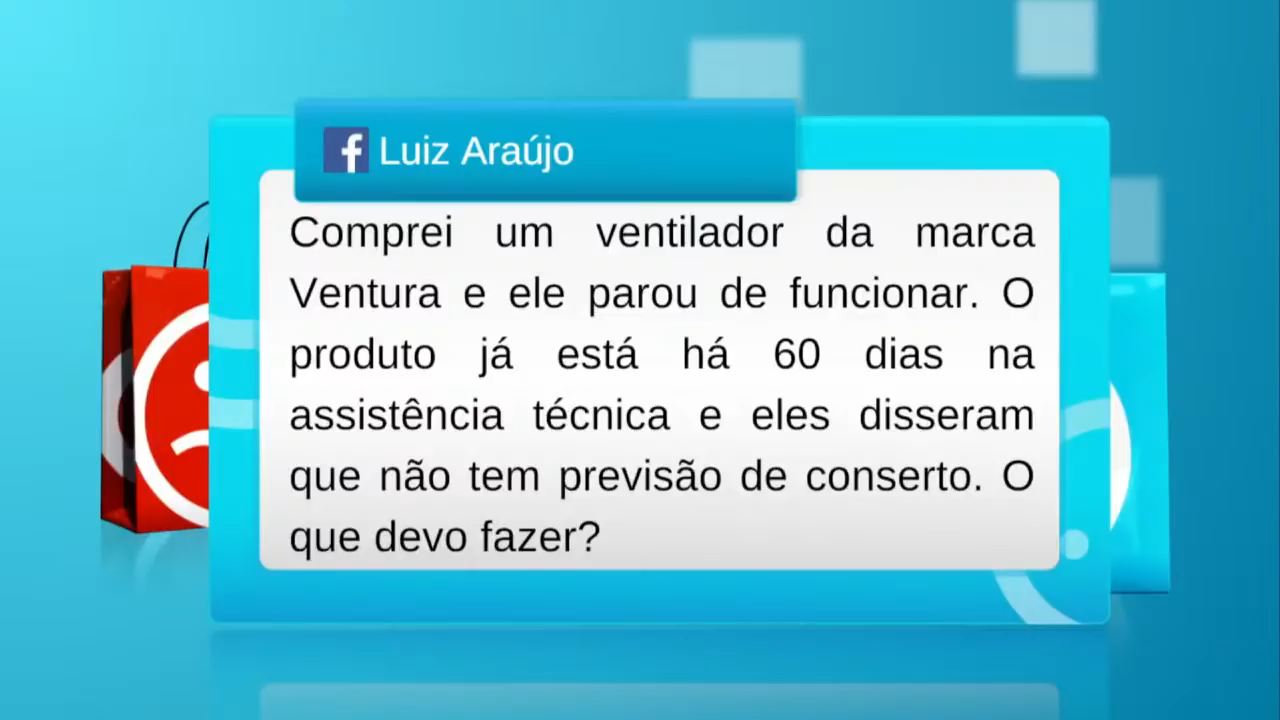 Luiz Araújo
Comprei um ventilador da marca
Ventura e ele parou de funcionar. O
produto já está há 60 dias na
assistência técnica e eles disseram
que não tem previsão de conserto. O
que devo fazer?